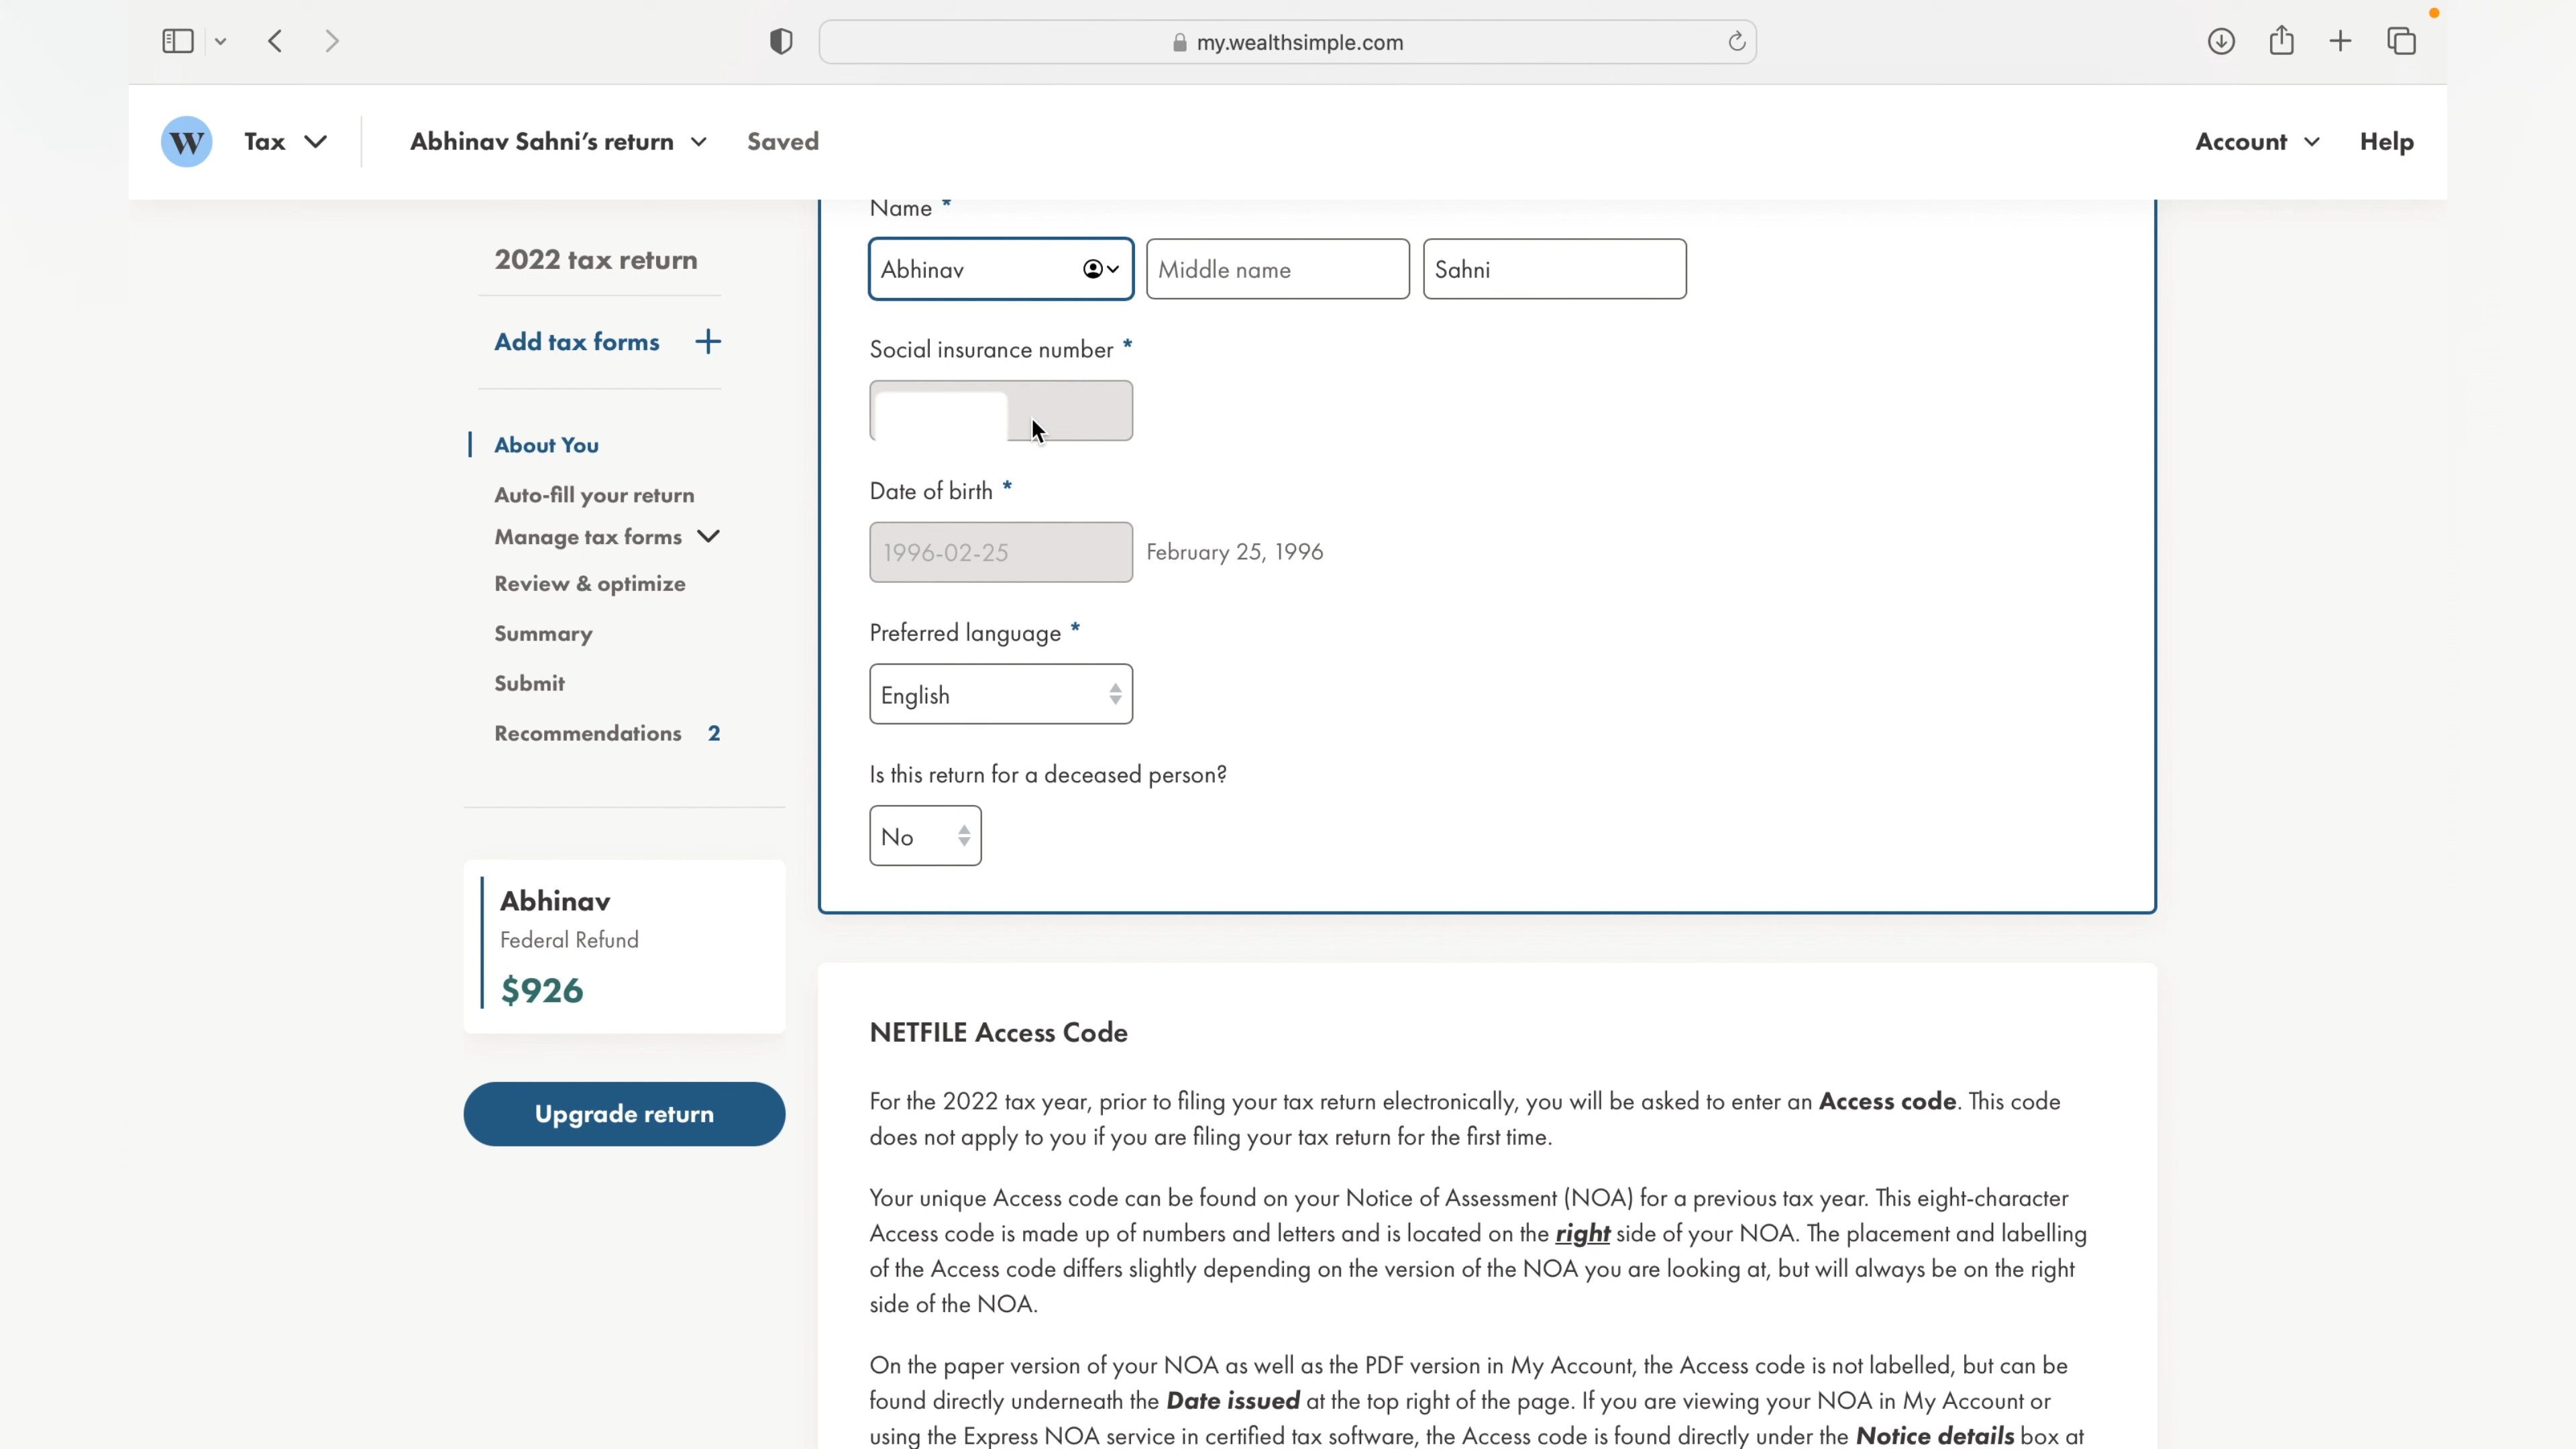 my.wealthsimple.com
W Tax Abhinav Sahni’s return Saved Account Help
2022 tax return
Add tax forms +
About You
Auto-fill your return
Manage tax forms
Review & optimize
Summary
Submit
Recommendations 2
Abhinav
Federal Refund
$926
Upgrade return
Name *
Abhinav Middle name Sahni
Social insurance number *
Date of birth *
1996-02-25 February 25, 1996
Preferred language *
English
Is this return for a deceased person?
No
NETFILE Access Code
For the 2022 tax year, prior to filing your tax return electronically, you will be asked to enter an Access code. This code
does not apply to you if you are filing your tax return for the first time.
Your unique Access code can be found on your Notice of Assessment (NOA) for a previous tax year. This eight-character
Access code is made up of numbers and letters and is located on the right side of your NOA. The placement and labelling
of the Access code differs slightly depending on the version of the NOA you are looking at, but will always be on the right
side of the NOA.
On the paper version of your NOA as well as the PDF version in My Account, the Access code is not labelled, but can be
found directly underneath the Date issued at the top right of the page. If you are viewing your NOA in My Account or
using the Express NOA service in certified tax software, the Access code is found directly under the Notice details box at